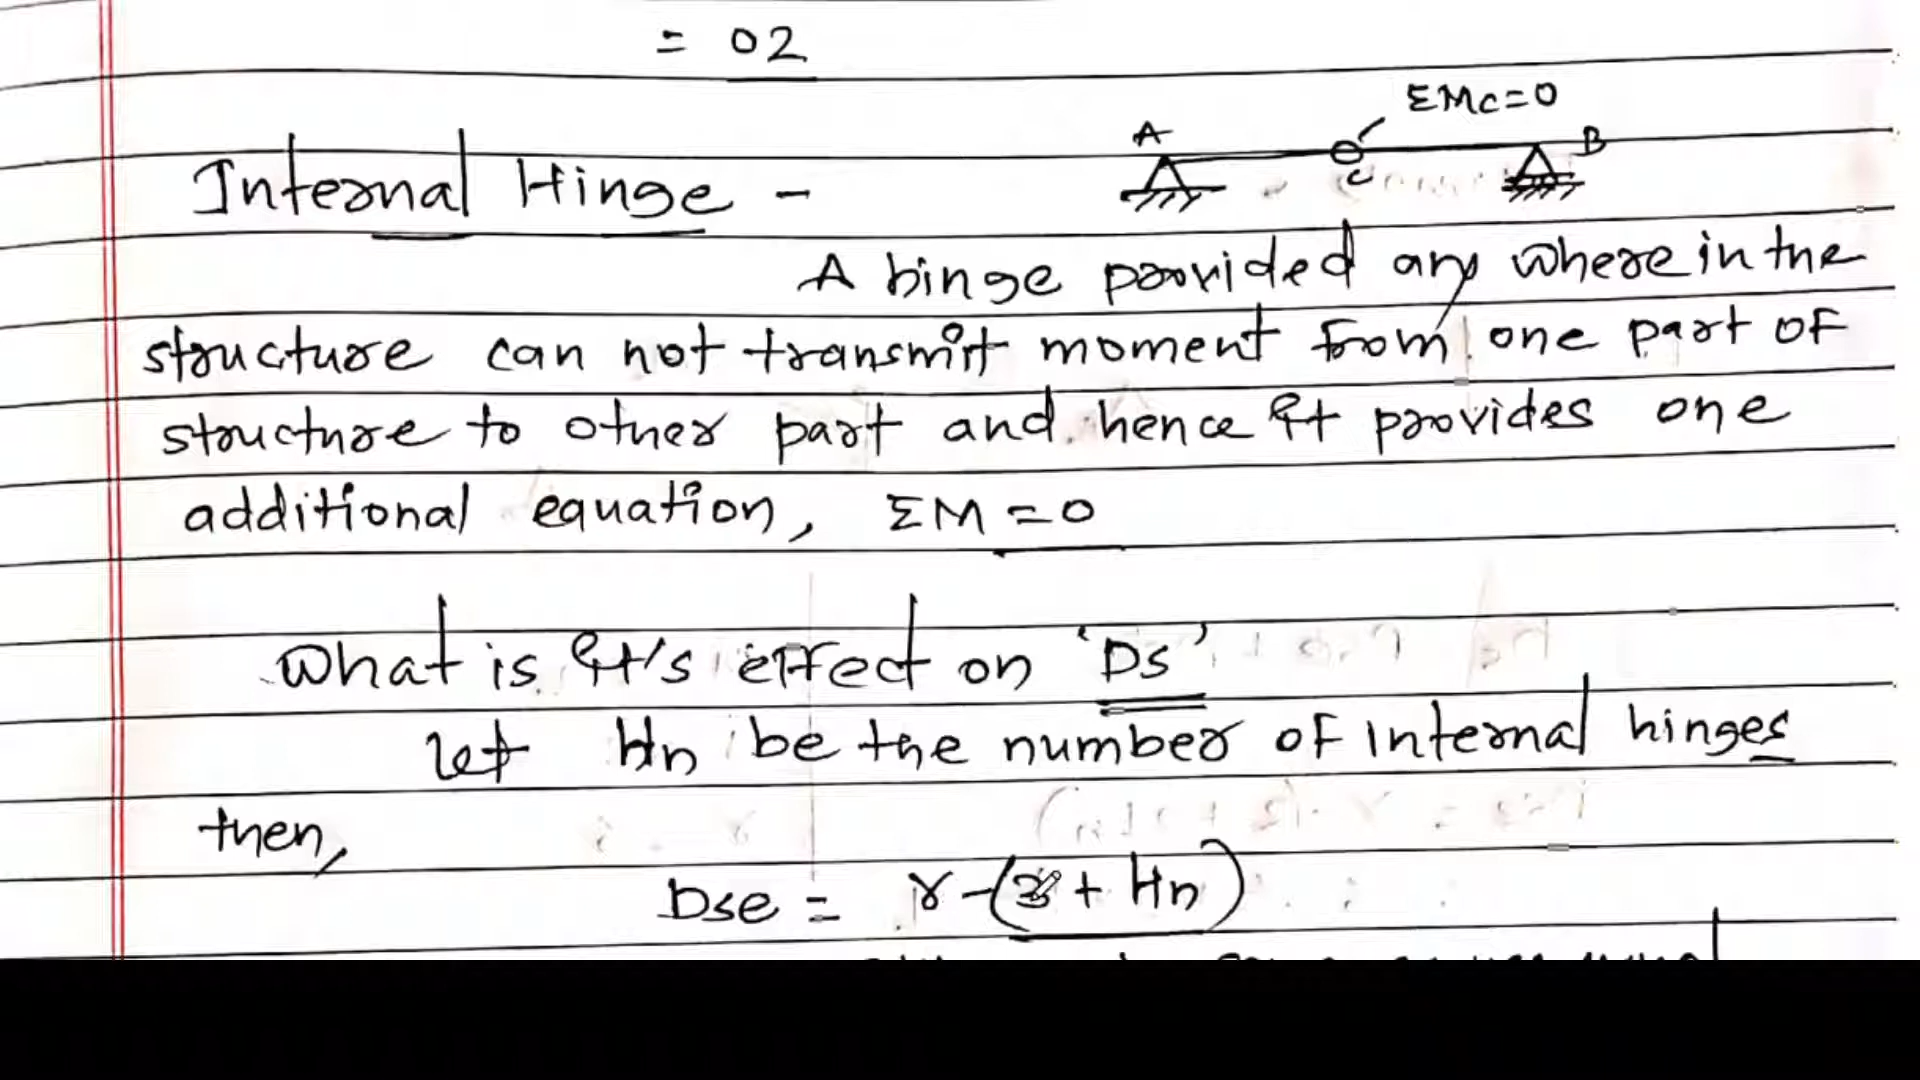 = 02
ΣMc=0
A B
c
Internal Hinge -
A hinge provided any where in the
structure can not transmit moment from one part of
structure to other part and hence it provides one
additional equation, ΣM=0
What is it's effect on 'Ds'
let Hn be the number of internal hinges
then,
Dse = r-(3+Hn)